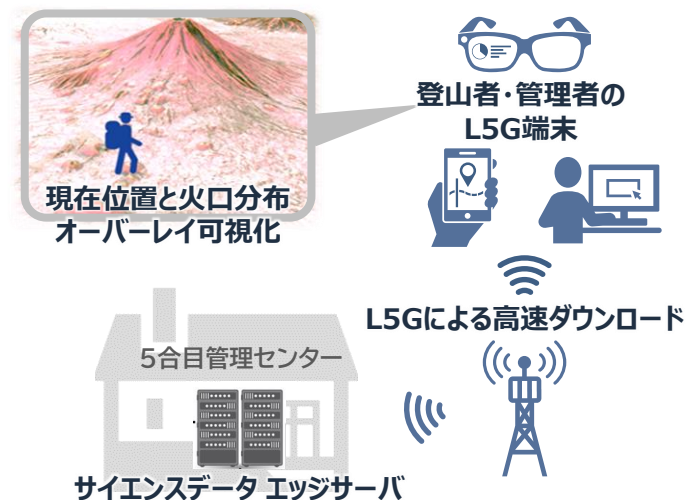 登山者・管理者の
L5G端末
現在位置と火口分布
オーバーレイ可視化
L5Gによる高速ダウンロード
5合目管理センター
サイエンスデータ エッジサーバ